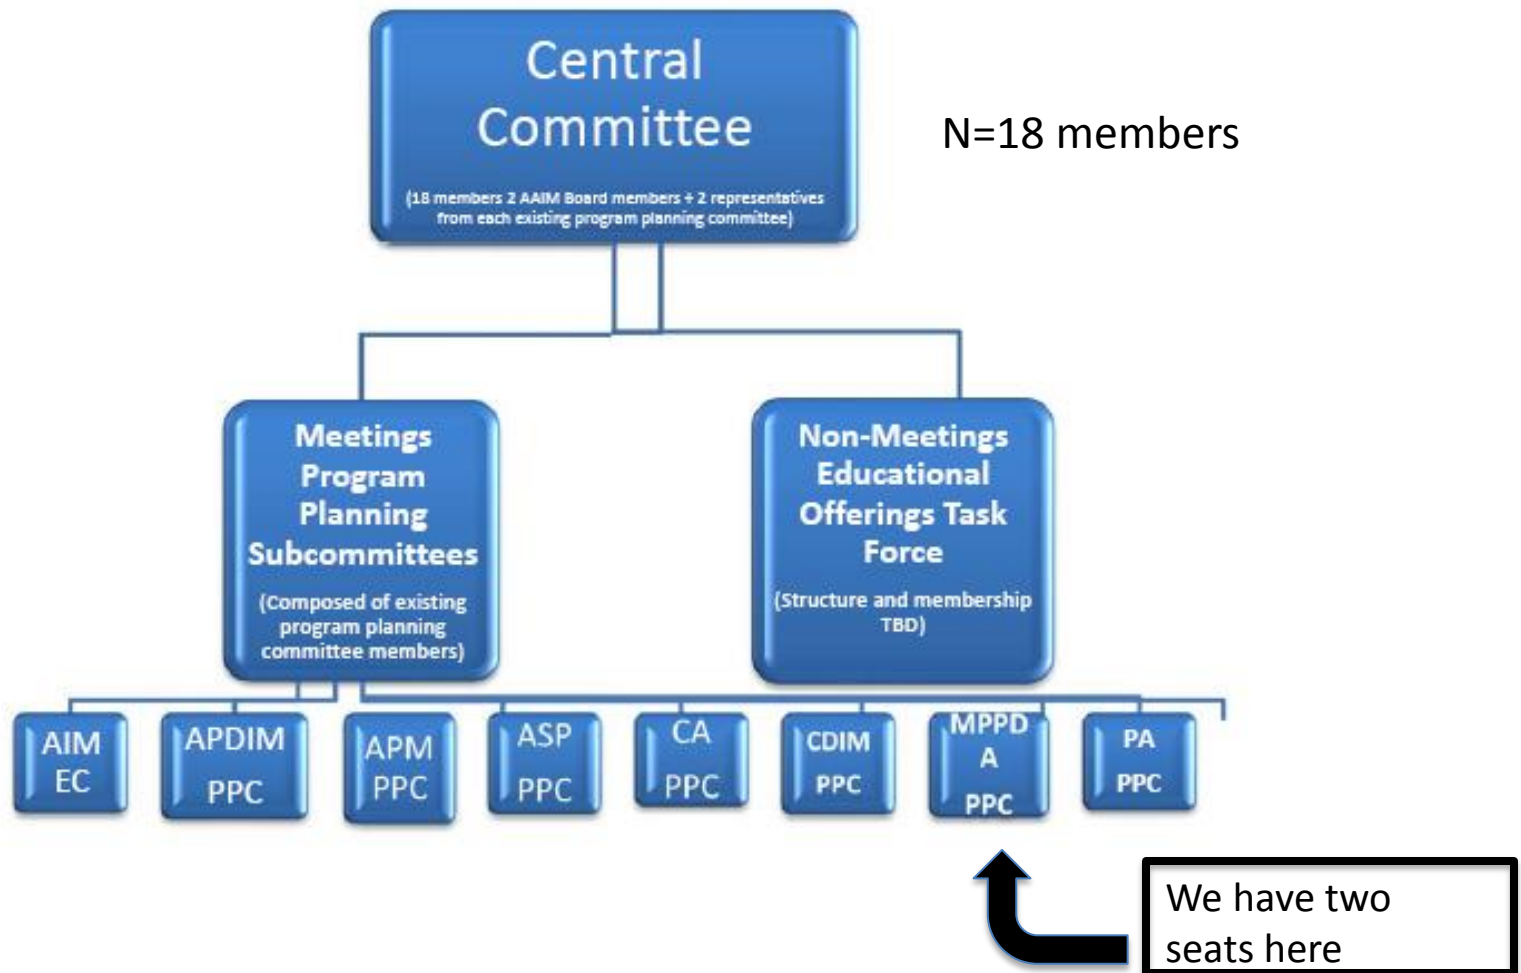 Central
Committee
(18 members 2 AAIM Board members + 2 representatives
from each existing program planning committee)
N=18 members
Meetings
Program
Planning
Subcommittees
(Composed of existing
program planning
committee members)
Non-Meetings
Educational
Offerings Task
Force
(Structure and membership
TBD)
AIM
EC
APDIM
PPC
APM
PPC
ASP
PPC
CA
PPC
CDIM
PPC
MPPD
A
PPC
PA
PPC
We have two
seats here